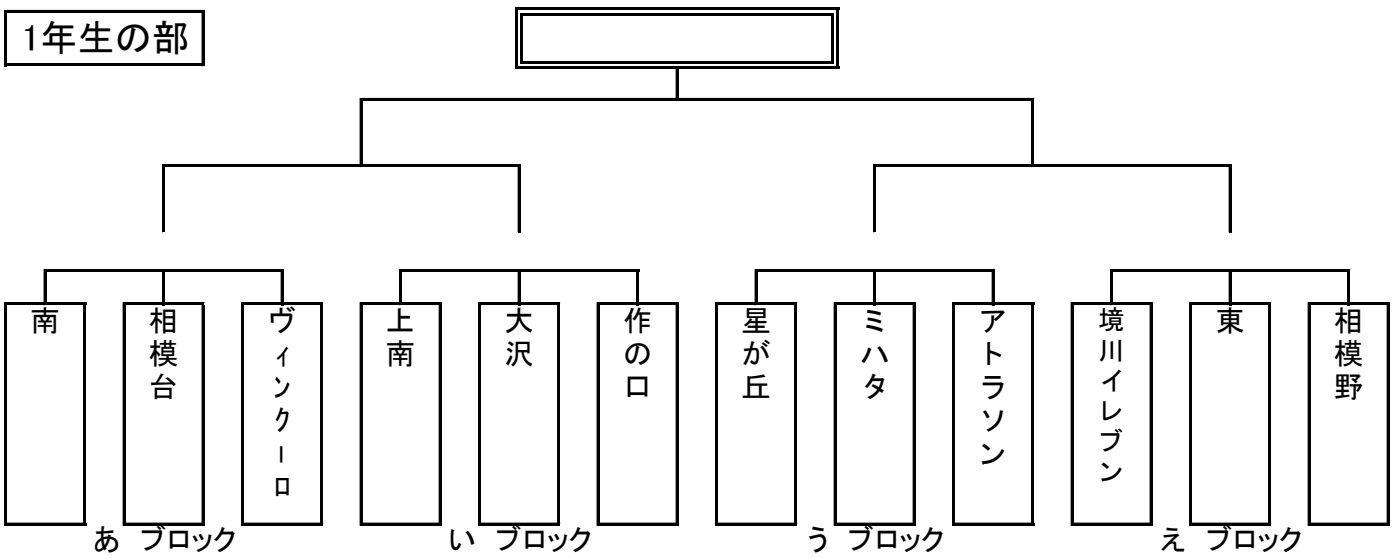 1年生の部
南
相模台
ヴィンクーロ
上南
大沢
作の口
星が丘
ミハタ
アトラソン
境川イレブン
東
相模野
あ ブロック
い ブロック
う ブロック
え ブロック